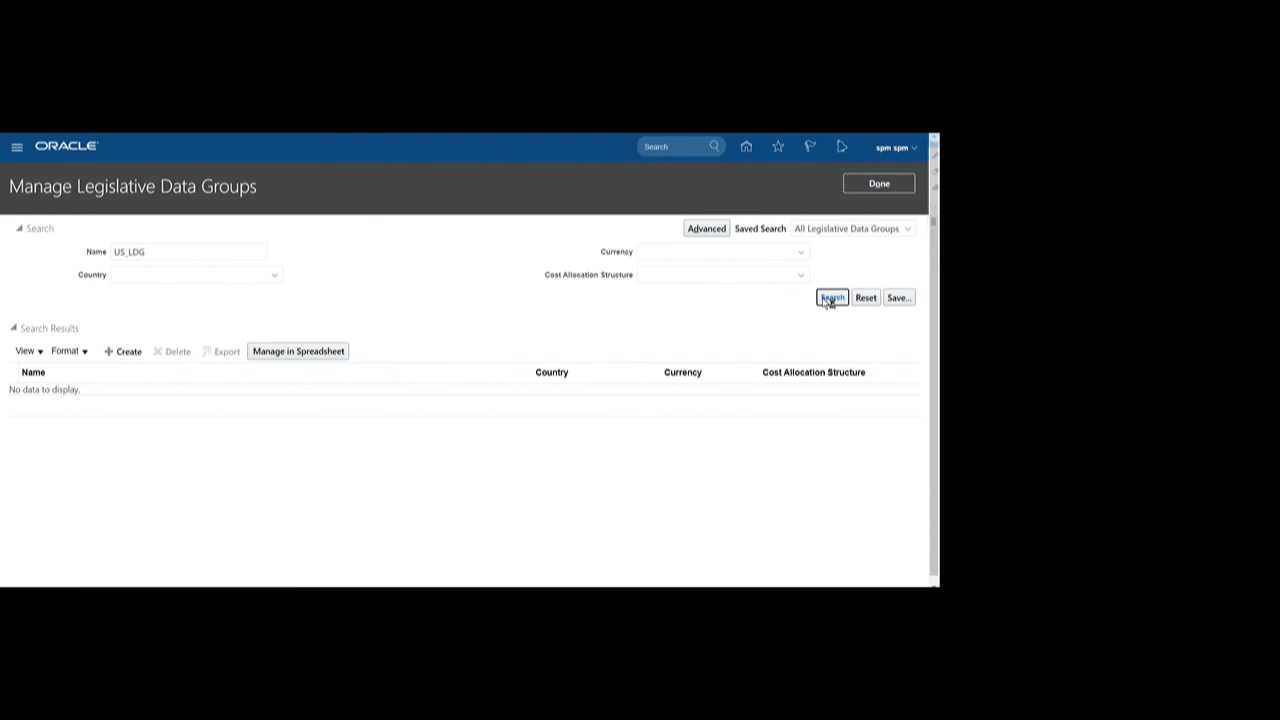 ORACLE
Search
spm spm
Manage Legislative Data Groups
Done
Search
Advanced Saved Search All Legislative Data Groups
Name US_LDG Currency
Country Cost Allocation Structure
Search Reset Save...
Search Results
View Format Create Delete Export Manage in Spreadsheet
Name Country Currency Cost Allocation Structure
No data to display.